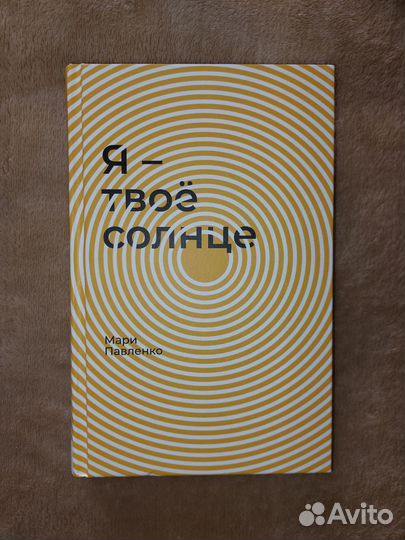 Я –
твоё
солнце
Мари
Павленко
Avito